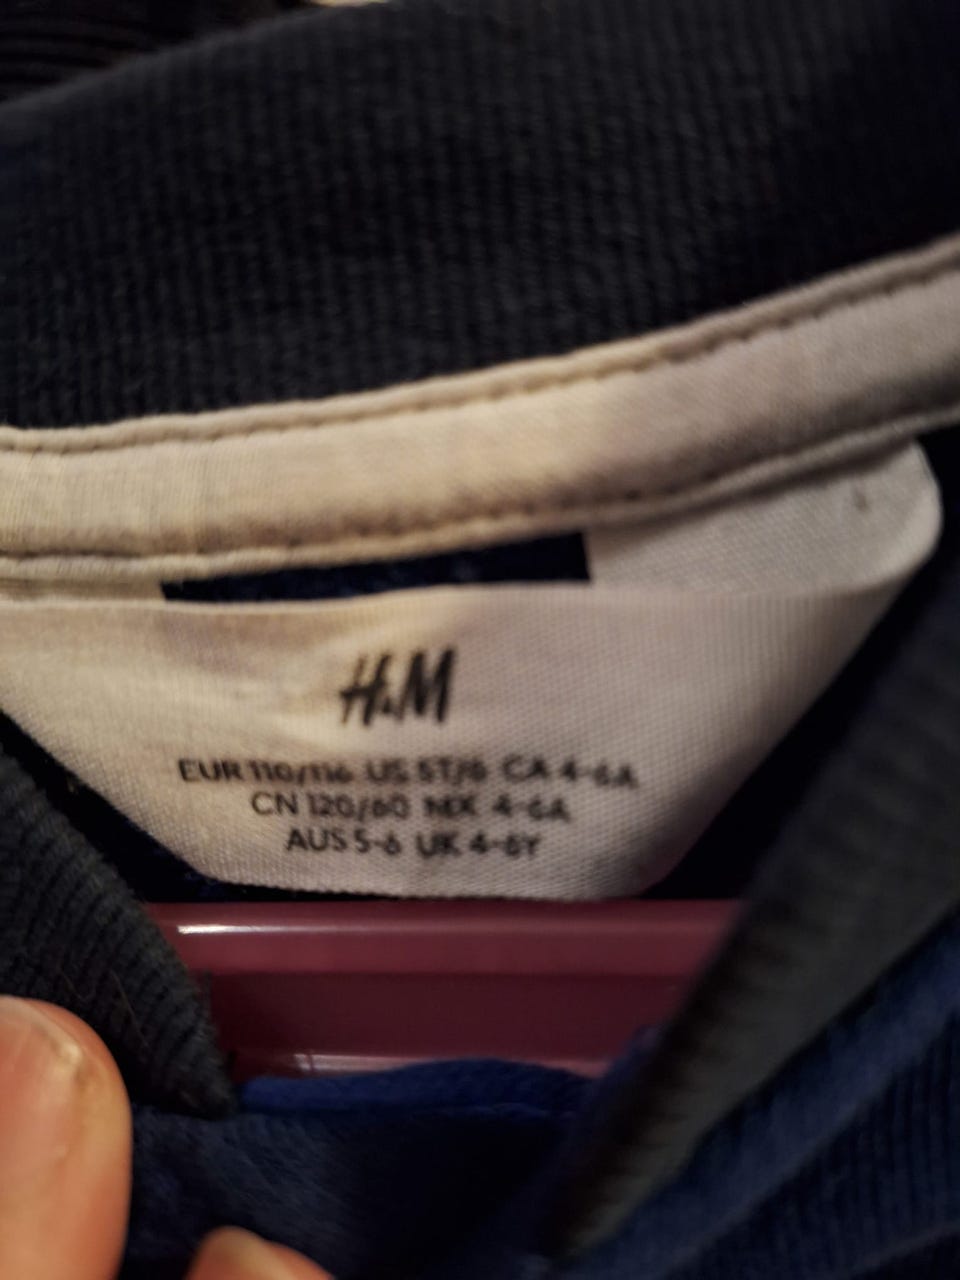 H&M
EUR 110/116 US 5T/6 CA 4-6A
CN 120/60 MX 4-6A
AUS 5-6 UK 4-6Y